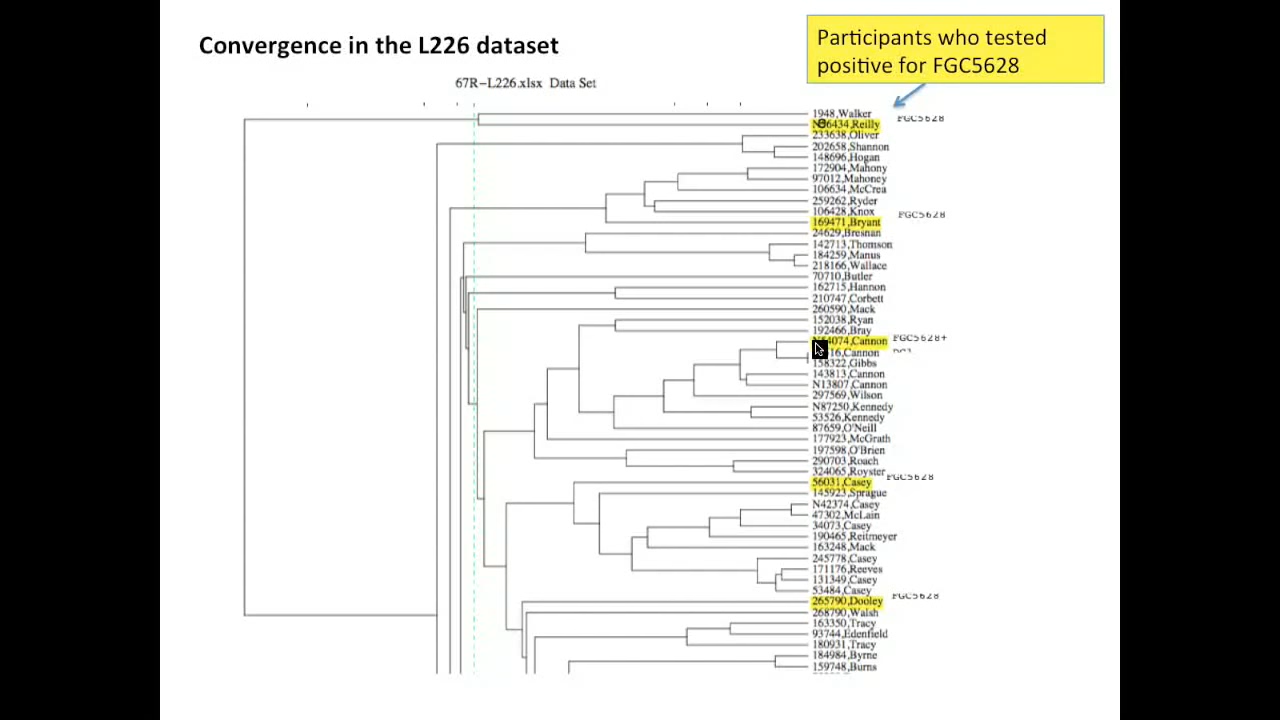 Convergence in the L226 dataset
Participants who tested
positive for FGC5628
67R-L226.xlsx Data Set
1948,Walker
FGC5628
Reilly
233638,Oliver
202658,Shannon
148696,Hogan
172904,Mahony
97012,Mahoney
106634,McCrea
259262,Ryder
106428,Knox
FGC5628
169471,Bryant
24629,Bresnan
142713,Thomson
184259,Manus
218166,Wallace
70710,Butler
162715,Hannon
210747,Corbett
260590,Mack
152038,Ryan
192466,Bray
FGC5628+
Cannon
Cannon
158322,Gibbs
143813,Cannon
N13807,Cannon
297569,Wilson
N87250,Kennedy
53526,Kennedy
87659,O'Neill
177923,McGrath
197598,O'Brien
290703,Roach
324065,Royster
FGC5628
56031,Casey
145923,Sprague
N42374,Casey
47302,McLain
34073,Casey
190465,Reitmeyer
163248,Mack
245778,Casey
171176,Reeves
131349,Casey
53484,Casey
FGC5628
265790,Dooley
268790,Walsh
163350,Tracy
93744,Edenfield
180931,Tracy
184984,Byrne
159748,Burns